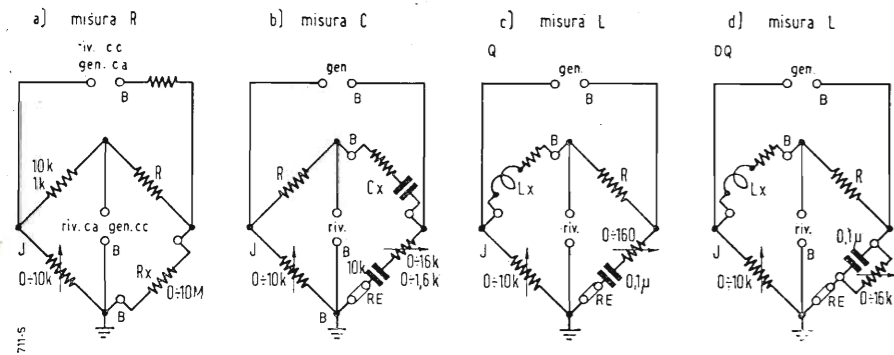 a) misura R
riv. cc
gen. ca
B
10k
1k
R
riv. ca gen. cc
B
J
0÷10k
Rx
0÷10M
B
b) misura C
gen
B
B
R
Cx
riv.
B
J
0÷10k
10k
0÷16k
0÷1,6k
RE
B
c) misura L
Q
gen.
B
B
Lx
R
riv.
J
0÷10k
0÷160
0,1μ
RE
d) misura L
DQ
gen.
B
B
Lx
R
riv.
B
J
0÷10k
0,1μ
RE
0÷16k
711-5